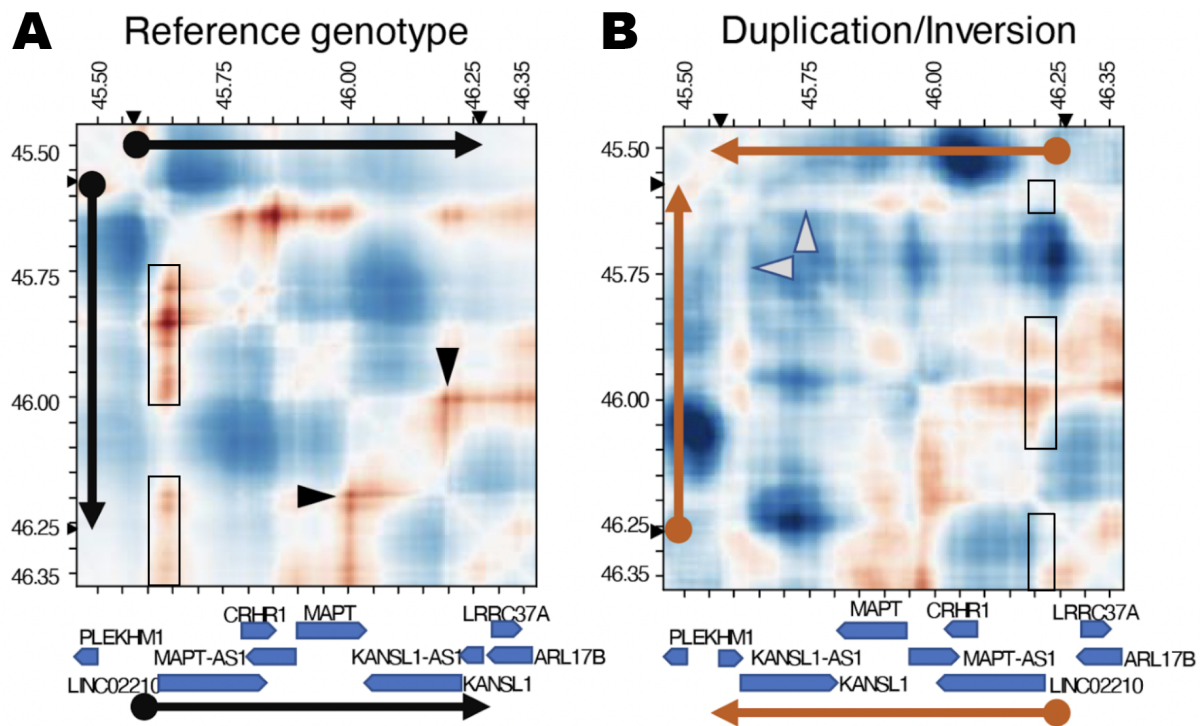 A Reference genotype
45.50 45.75 46.00 46.25 46.35
45.50
45.75
46.00
46.25
46.35
CRHR1 MAPT LRRC37A
PLEKHM1 MAPT-AS1 KANSL1-AS1 ARL17B
LINC02210 KANSL1
B Duplication/Inversion
45.50 45.75 46.00 46.25 46.35
45.50
45.75
46.00
46.25
46.35
MAPT CRHR1 LRRC37A
PLEKHM1 KANSL1-AS1 MAPT-AS1 ARL17B
KANSL1 LINC02210